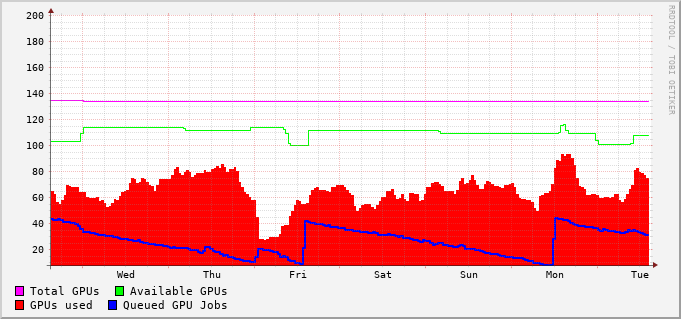 200
180
160
140
120
100
80
60
40
20
Wed Thu Fri Sat Sun Mon Tue
Total GPUs Available GPUs
GPUs used Queued GPU Jobs
RRDTOOL / TOBI OETIKER